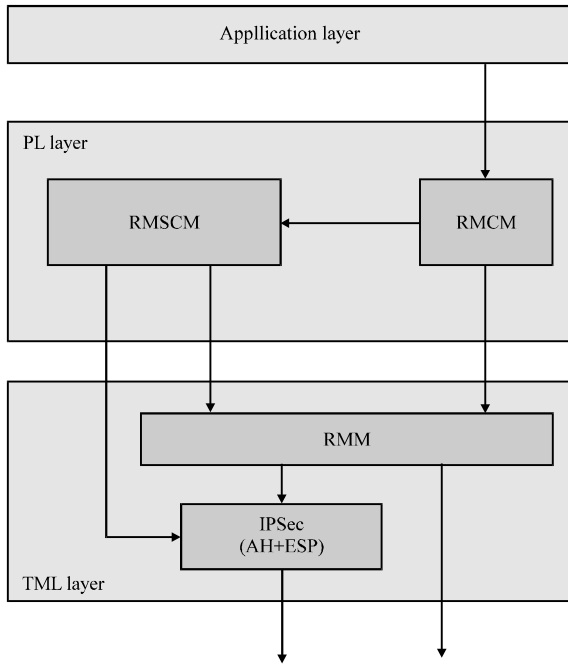 Appllication layer
PL layer
RMSCM
RMCM
RMM
IPSec
(AH+ESP)
TML layer